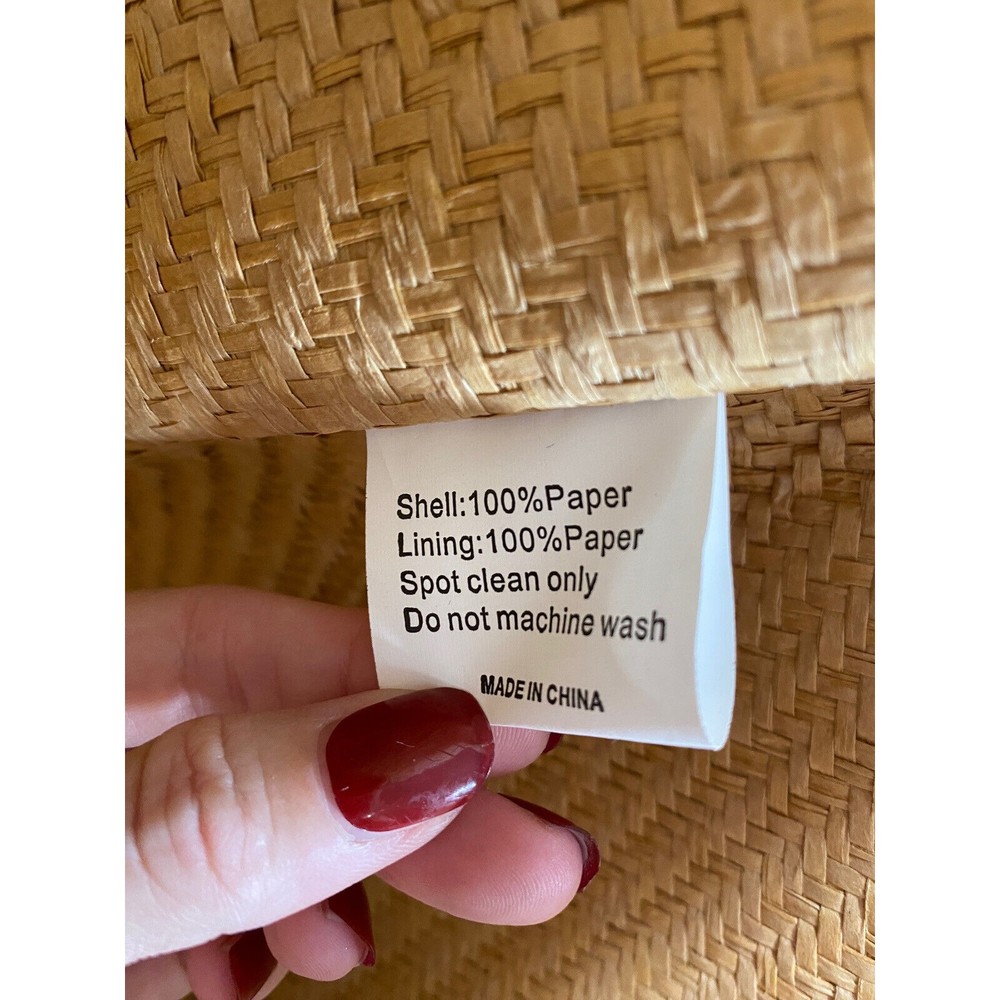 Shell:100%Paper
Lining:100%Paper
Spot clean only
Do not machine wash
MADE IN CHINA